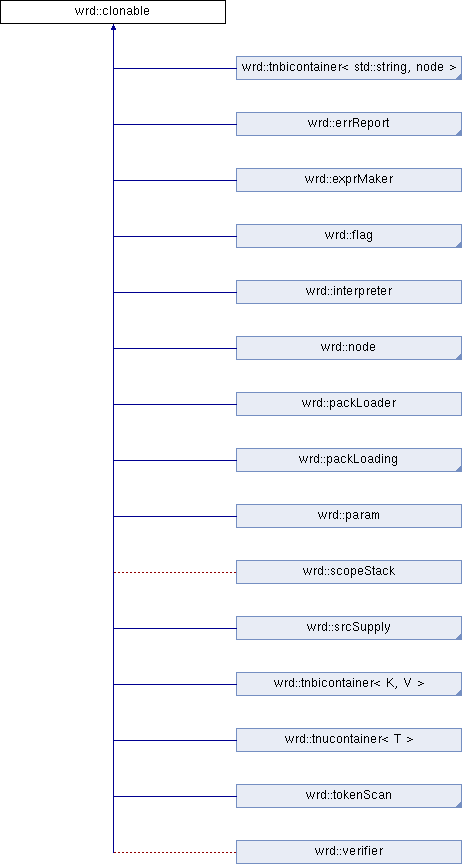 wrd::clonable
wrd::tnbicontainer< std::string, node >
wrd::errReport
wrd::exprMaker
wrd::flag
wrd::interpreter
wrd::node
wrd::packLoader
wrd::packLoading
wrd::param
wrd::scopeStack
wrd::srcSupply
wrd::tnbicontainer< K, V >
wrd::tnucontainer< T >
wrd::tokenScan
wrd::verifier